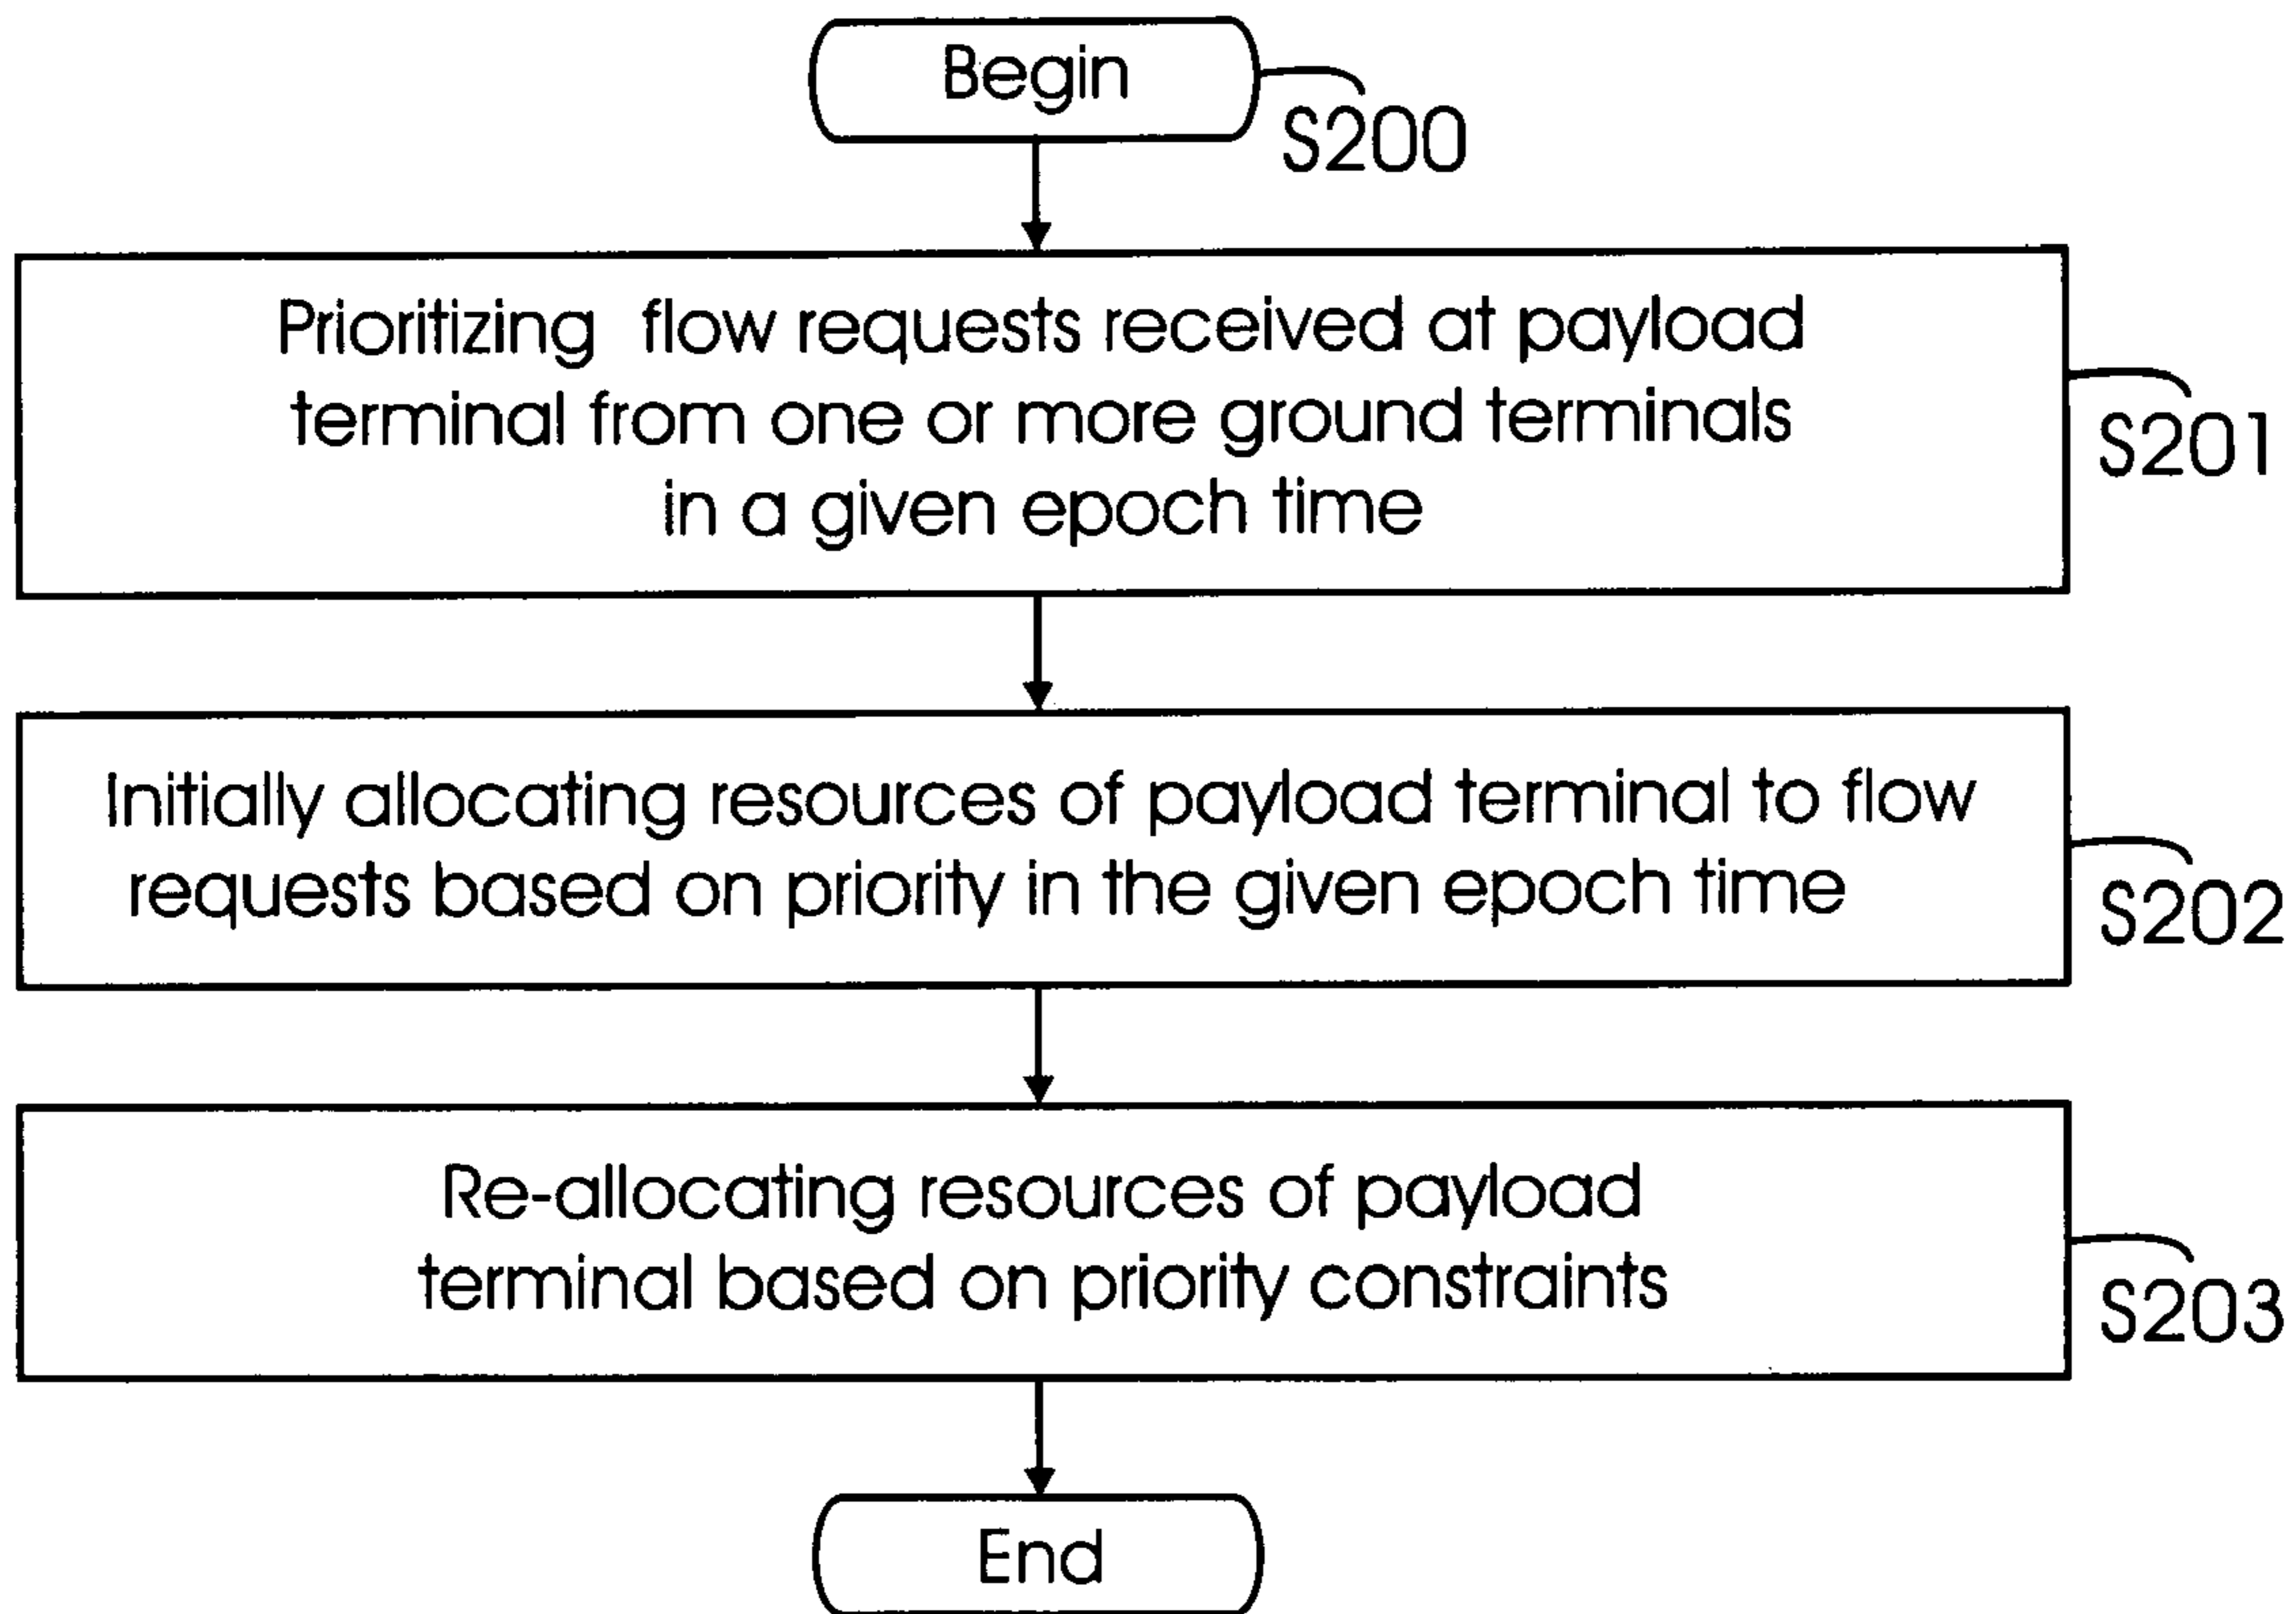 Begin
S200
Prioritizing flow requests received at payload
terminal from one or more ground terminals
in a given epoch time
S201
Initially allocating resources of payload terminal to flow
requests based on priority in the given epoch time
S202
Re-allocating resources of payload
terminal based on priority constraints
S203
End